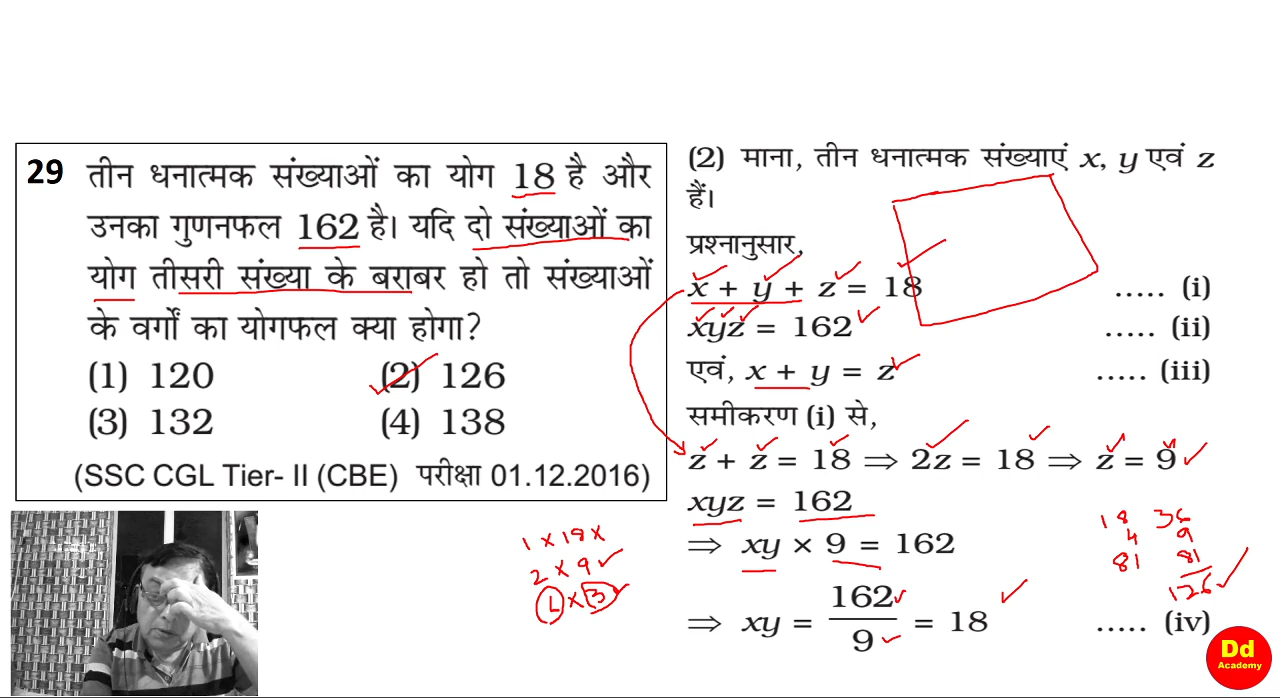 29 तीन धनात्मक संख्याओं का योग 18 है और
उनका गुणनफल 162 है। यदि दो संख्याओं का
योग तीसरी संख्या के बराबर हो तो संख्याओं
के वर्गों का योगफल क्या होगा?
(1) 120 (2) 126
(3) 132 (4) 138
(SSC CGL Tier- II (CBE) परीक्षा 01.12.2016)
(2) माना, तीन धनात्मक संख्याएं x, y एवं z
हैं।
प्रश्नानुसार,
x + y + z = 18 ..... (i)
xyz = 162 ..... (ii)
एवं, x + y = z ..... (iii)
समीकरण (i) से,
z + z = 18 ⇒ 2z = 18 ⇒ z = 9
xyz = 162
⇒ xy × 9 = 162
⇒ xy = 162/9 = 18 ..... (iv)
1 × 18 ×
2 × 9
× 3
18 36
4 9
81 81
126
Dd
Academy